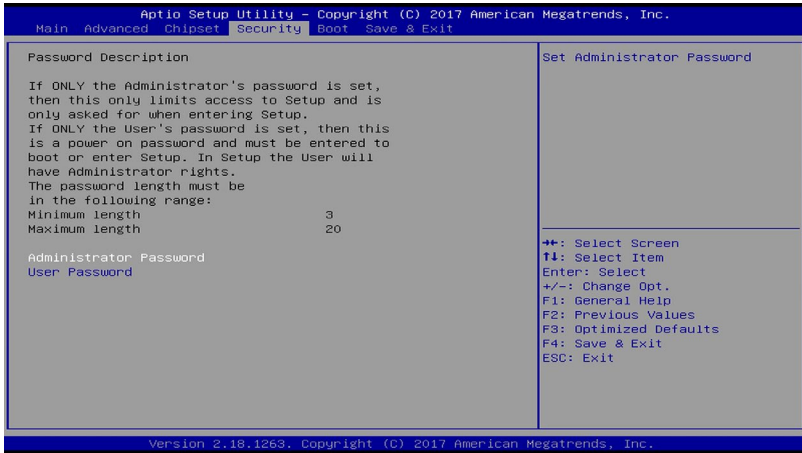 Aptio Setup Utility – Copyright (C) 2017 American Megatrends, Inc.
Main Advanced Chipset Security Boot Save & Exit
Password Description
If ONLY the Administrator's password is set,
then this only limits access to Setup and is
only asked for when entering Setup.
If ONLY the User's password is set, then this
is a power on password and must be entered to
boot or enter Setup. In Setup the User will
have Administrator rights.
The password length must be
in the following range:
Minimum length 3
Maximum length 20
Administrator Password
User Password
Set Administrator Password
→←: Select Screen
↑↓: Select Item
Enter: Select
+/-: Change Opt.
F1: General Help
F2: Previous Values
F3: Optimized Defaults
F4: Save & Exit
ESC: Exit
Version 2.18.1263. Copyright (C) 2017 American Megatrends, Inc.